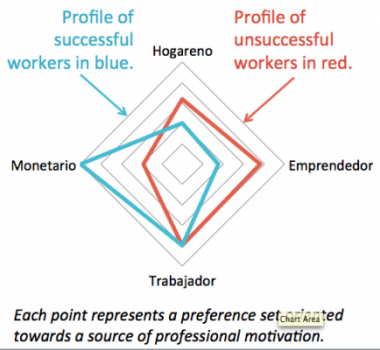 Profile of
successful
workers in blue.
Profile of
unsuccessful
workers in red.
Hogareno
Monetario
Emprendedor
Trabajador
Each point represents a preference set oriented
Chart Area
towards a source of professional motivation.